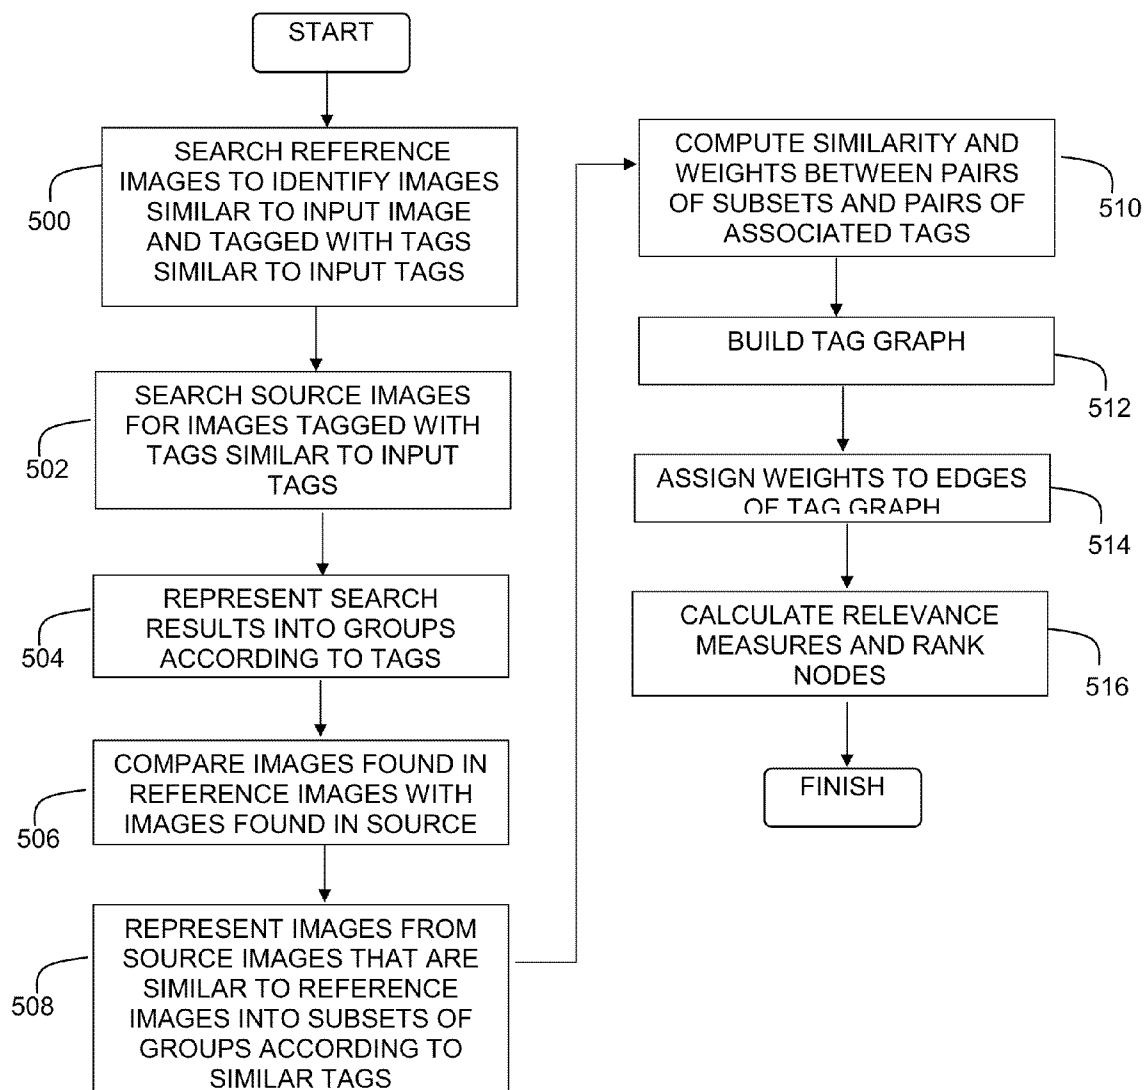 START
SEARCH REFERENCE
IMAGES TO IDENTIFY IMAGES
SIMILAR TO INPUT IMAGE
AND TAGGED WITH TAGS
SIMILAR TO INPUT TAGS
500
SEARCH SOURCE IMAGES
FOR IMAGES TAGGED WITH
TAGS SIMILAR TO INPUT
TAGS
502
REPRESENT SEARCH
RESULTS INTO GROUPS
ACCORDING TO TAGS
504
COMPARE IMAGES FOUND IN
REFERENCE IMAGES WITH
IMAGES FOUND IN SOURCE
506
REPRESENT IMAGES FROM
SOURCE IMAGES THAT ARE
SIMILAR TO REFERENCE
IMAGES INTO SUBSETS OF
GROUPS ACCORDING TO
SIMILAR TAGS
508
COMPUTE SIMILARITY AND
WEIGHTS BETWEEN PAIRS
OF SUBSETS AND PAIRS OF
ASSOCIATED TAGS
510
BUILD TAG GRAPH
512
ASSIGN WEIGHTS TO EDGES
OF TAG GRAPH
514
CALCULATE RELEVANCE
MEASURES AND RANK
NODES
516
FINISH